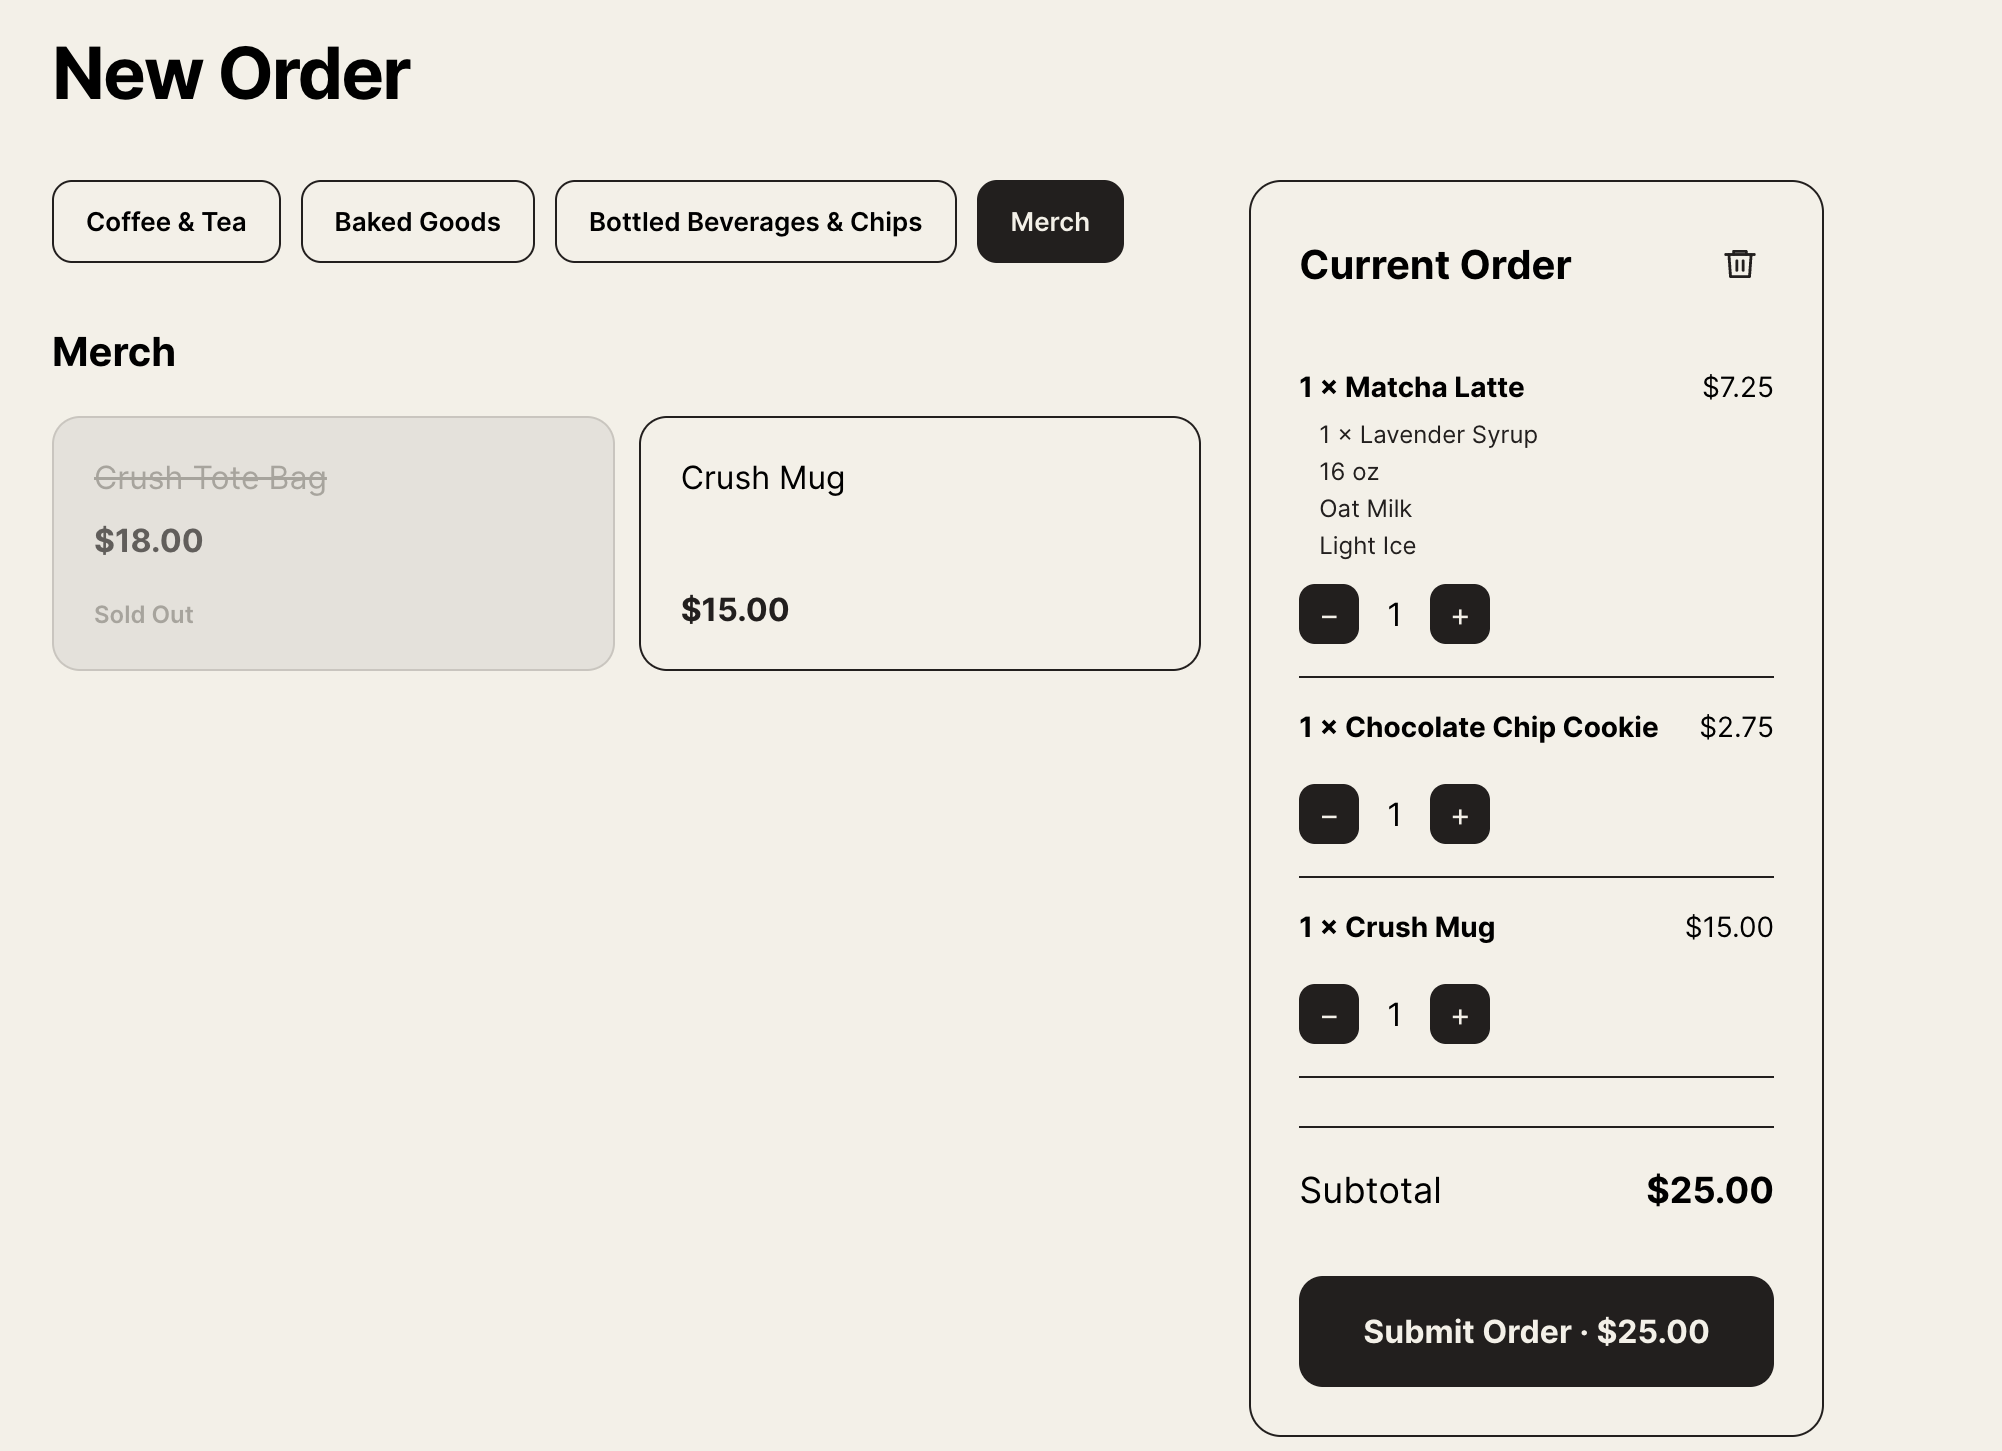 New Order
Coffee & Tea
Baked Goods
Bottled Beverages & Chips
Merch
Merch
Crush Tote Bag
$18.00
Sold Out
Crush Mug
$15.00
Current Order
1 × Matcha Latte $7.25
1 × Lavender Syrup
16 oz
Oat Milk
Light Ice
− 1 +
1 × Chocolate Chip Cookie $2.75
− 1 +
1 × Crush Mug $15.00
− 1 +
Subtotal $25.00
Submit Order · $25.00